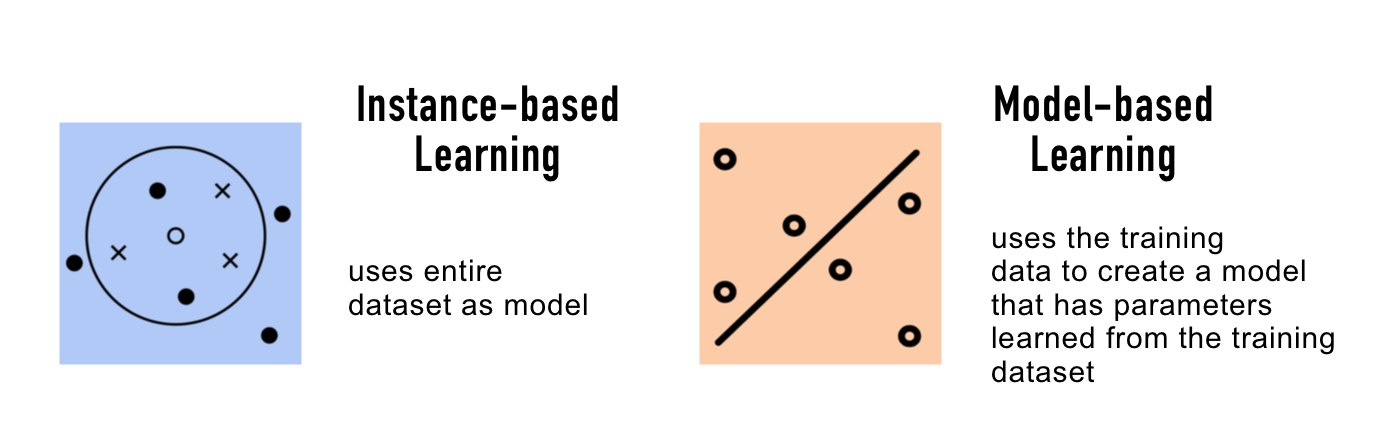 Instance-based
Learning
uses entire
dataset as model
Model-based
Learning
uses the training
data to create a model
that has parameters
learned from the training
dataset